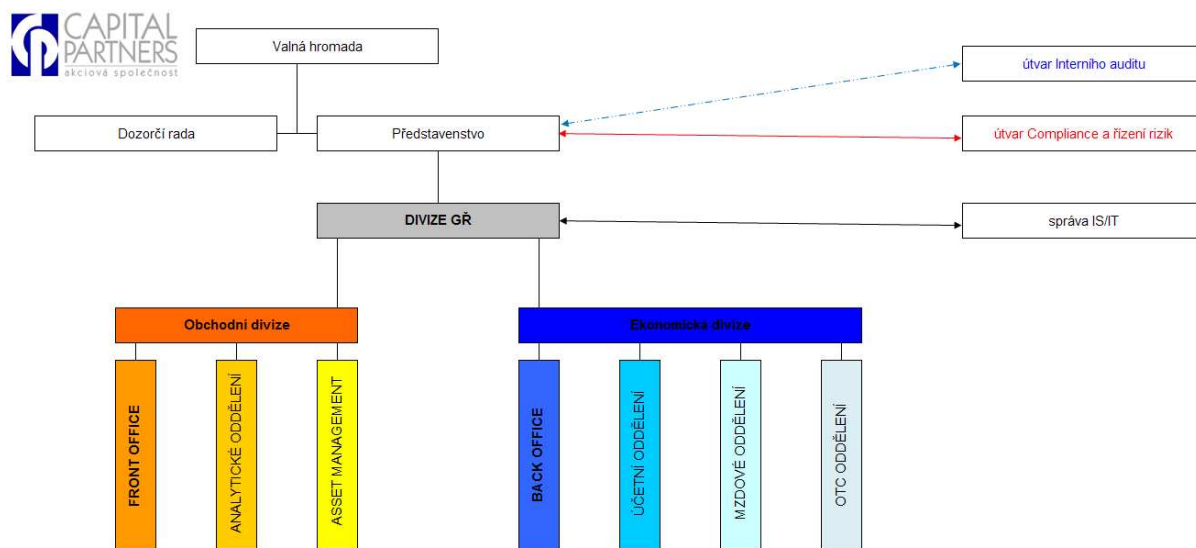 CAPITAL
PARTNERS
akciová společnost
Valná hromada
útvar Interního auditu
Dozorčí rada
Představenstvo
útvar Compliance a řízení rizik
DIVIZE GŘ
správa IS/IT
Obchodní divize
Ekonomická divize
FRONT OFFICE
ANALYTICKÉ ODDĚLENÍ
ASSET MANAGEMENT
BACK OFFICE
ÚČETNÍ ODDĚLENÍ
MZDOVÉ ODDĚLENÍ
OTC ODDĚLENÍ